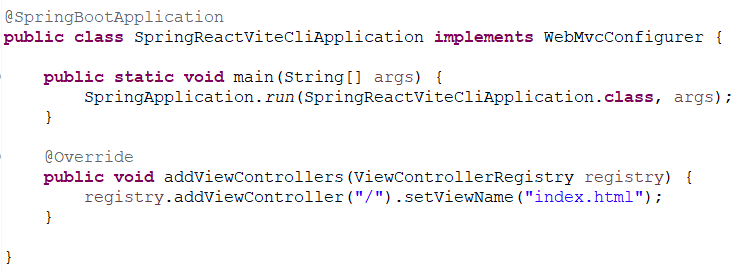 @SpringBootApplication
public class SpringReactViteCliApplication implements WebMvcConfigurer {
public static void main(String[] args) {
SpringApplication.run(SpringReactViteCliApplication.class, args);
}
@Override
public void addViewControllers(ViewControllerRegistry registry) {
registry.addViewController("/").setViewName("index.html");
}
}